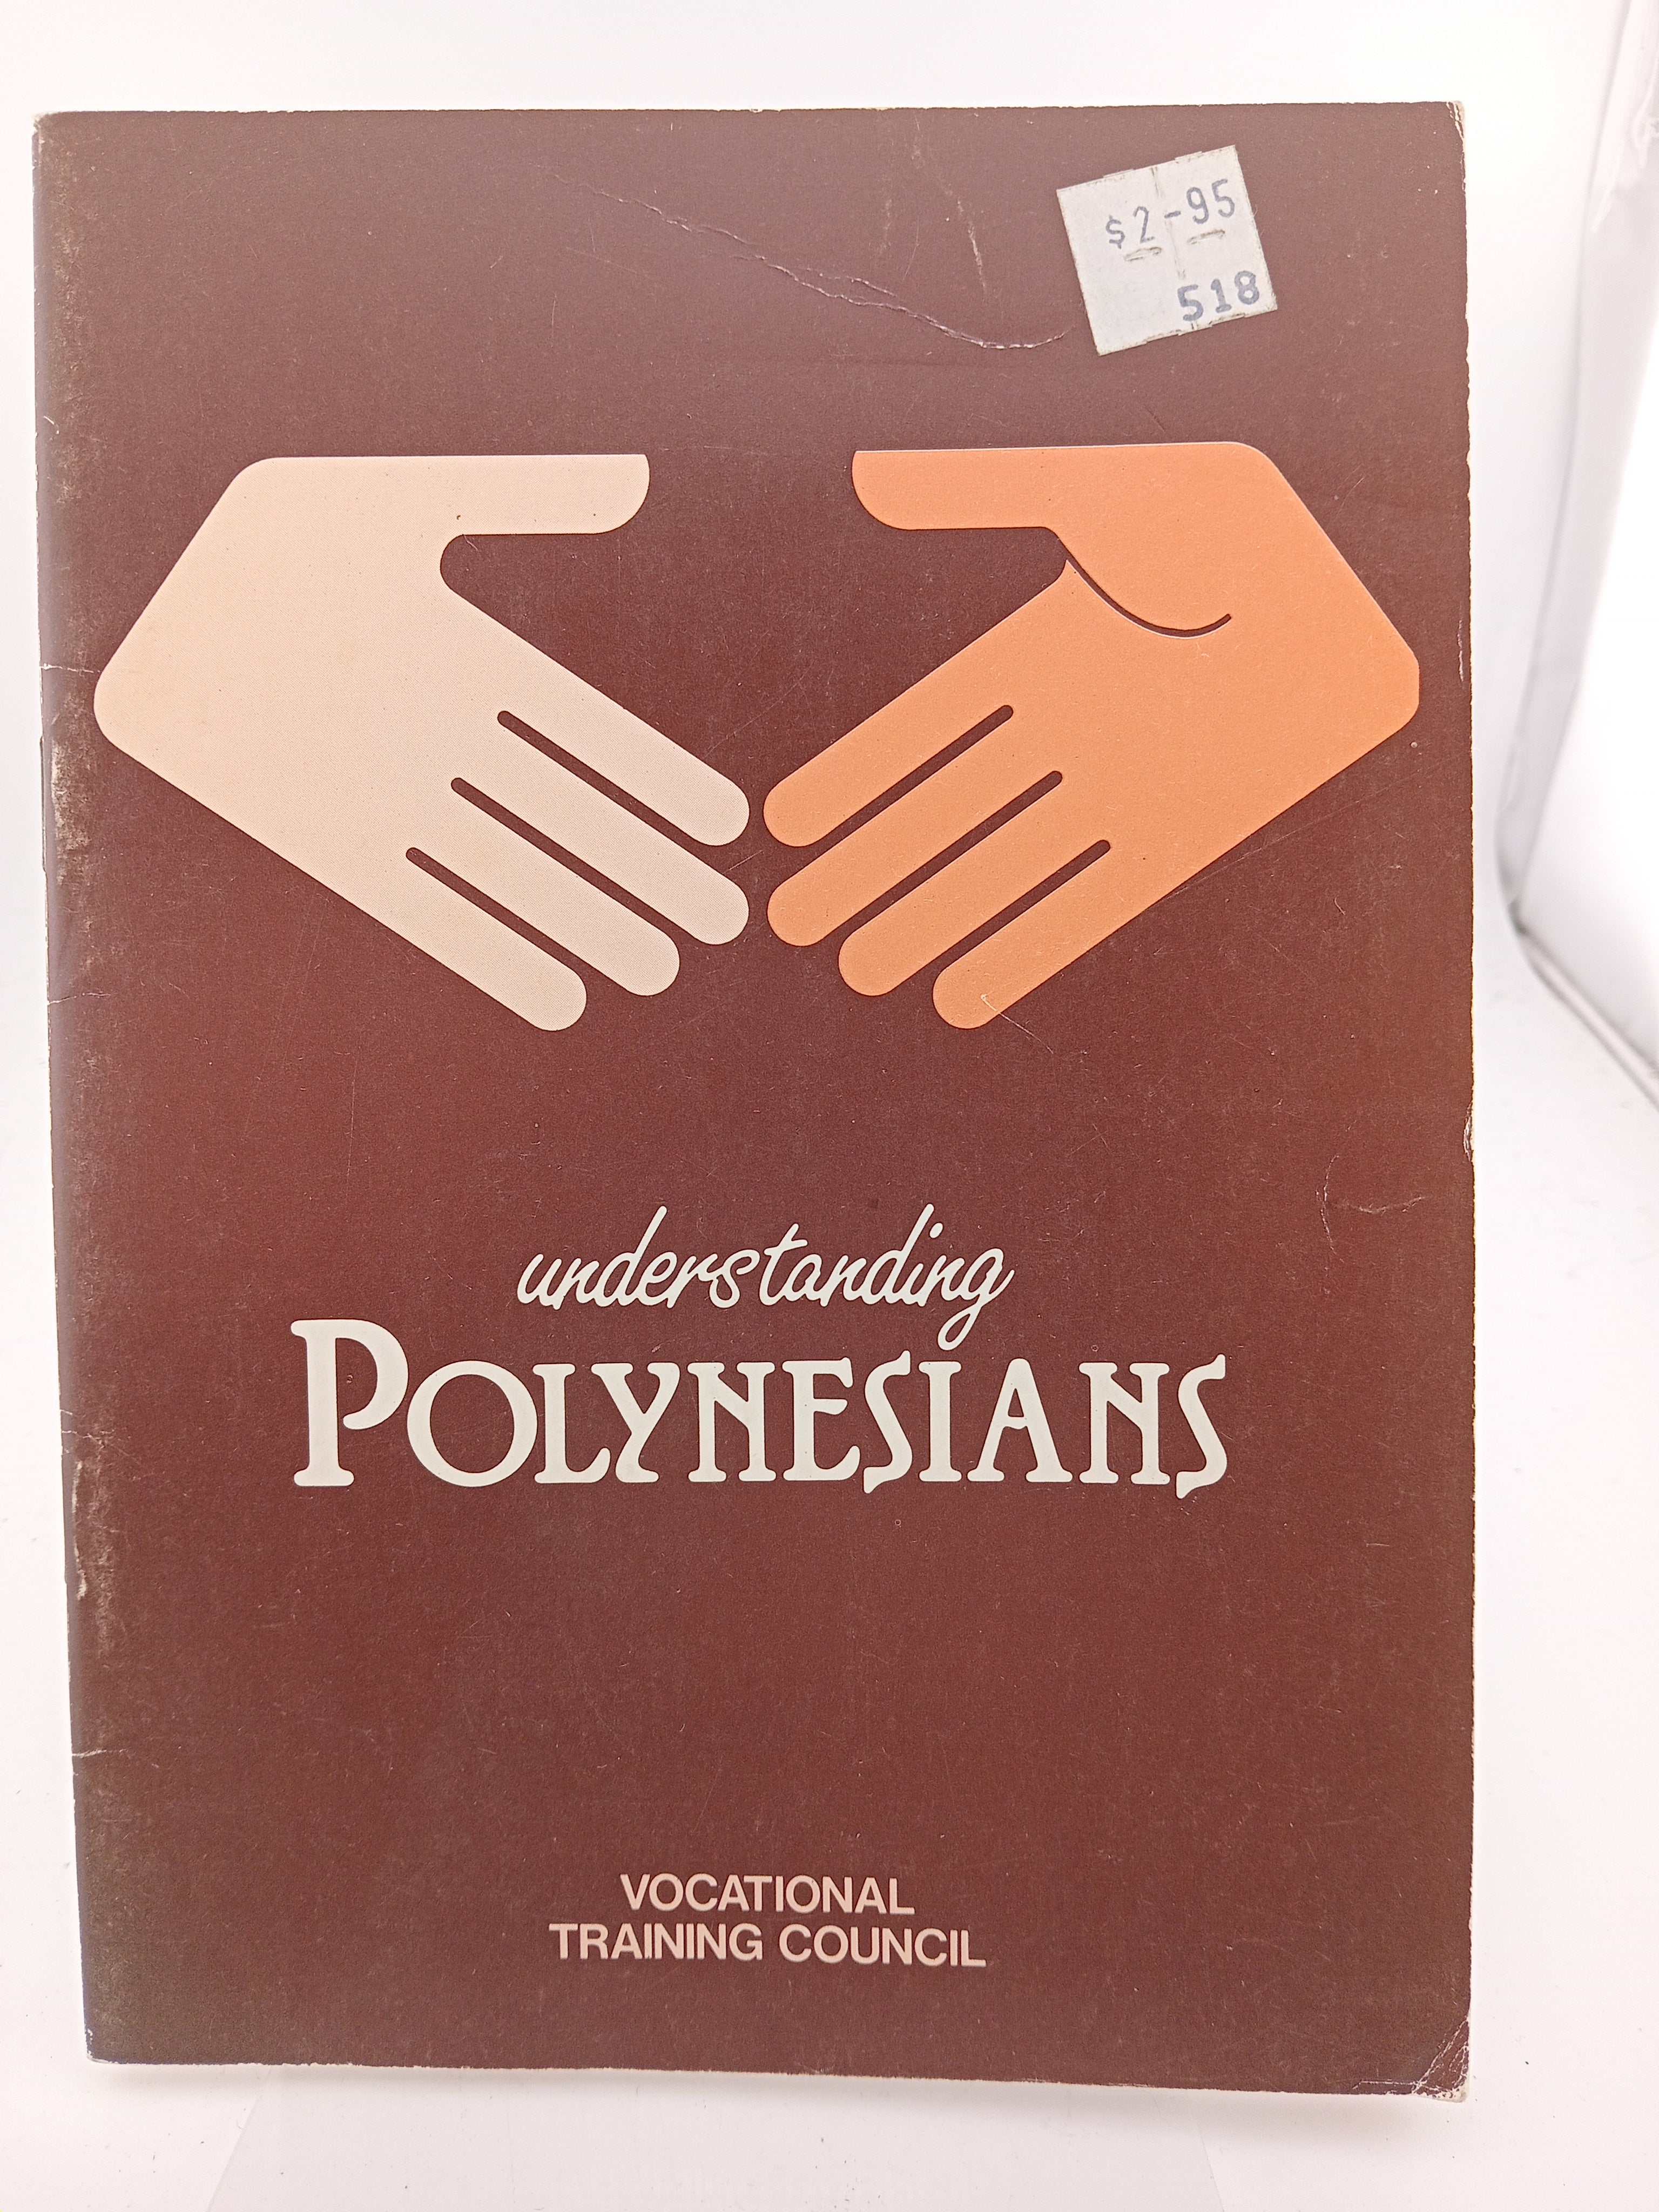 $2-95
518
understanding
POLYNESIANS
VOCATIONAL
TRAINING COUNCIL